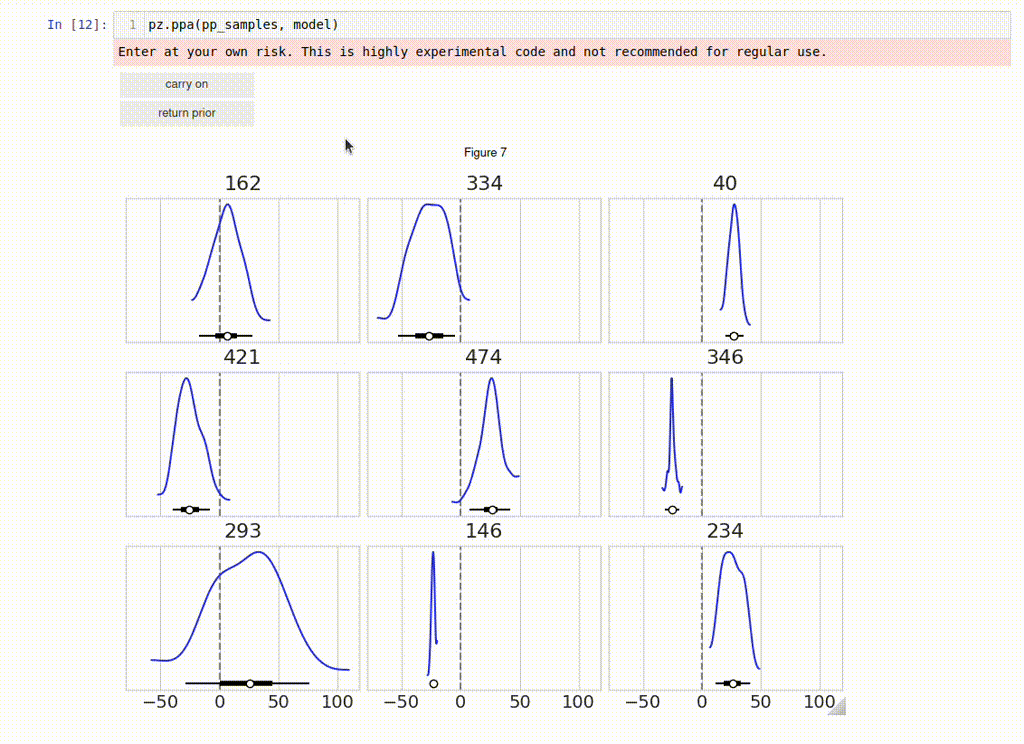 In [12]: 1 pz.ppa(pp_samples, model)
Enter at your own risk. This is highly experimental code and not recommended for regular use.
carry on
return prior
Figure 7
162 334 40
421 474 346
293 146 234
−50 0 50 100 −50 0 50 100 −50 0 50 100